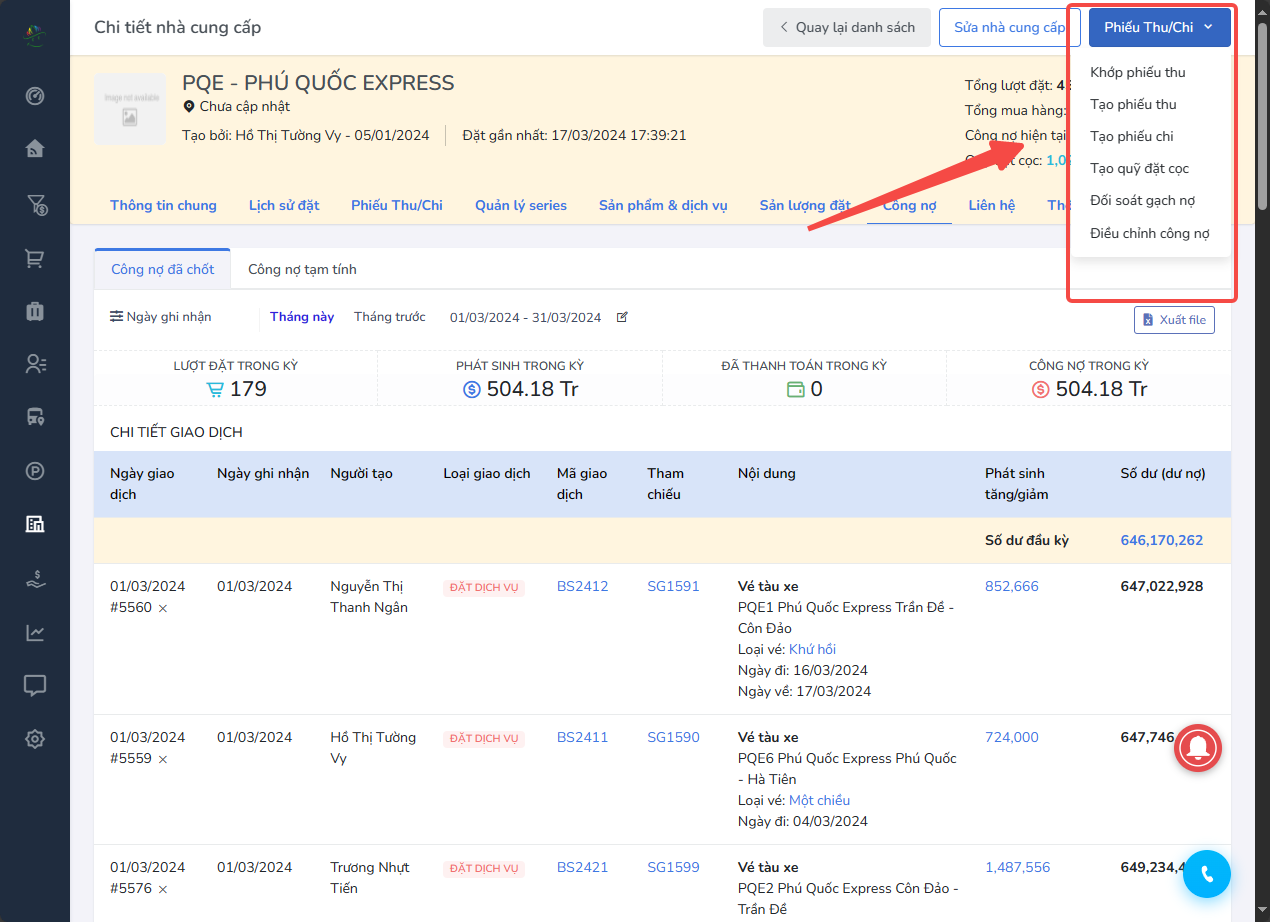 Chi tiết nhà cung cấp
Quay lại danh sách
Sửa nhà cung cấp
Phiếu Thu/Chi
Khớp phiếu thu
Tạo phiếu thu
Tạo phiếu chi
Tạo quỹ đặt cọc
Đối soát gạch nợ
Điều chỉnh công nợ
Image not available
PQE - PHÚ QUỐC EXPRESS
Chưa cập nhật
Tạo bởi: Hồ Thị Tường Vy - 05/01/2024
Đặt gần nhất: 17/03/2024 17:39:21
Tổng lượt đặt: 4
Tổng mua hàng:
Công nợ hiện tại
cọc: 1,0
Thông tin chung
Lịch sử đặt
Phiếu Thu/Chi
Quản lý series
Sản phẩm & dịch vụ
Sản lượng đặt
Công nợ
Liên hệ
Công nợ đã chốt
Công nợ tạm tính
Ngày ghi nhận
Tháng này
Tháng trước
01/03/2024 - 31/03/2024
Xuất file
LƯỢT ĐẶT TRONG KỲ
179
PHÁT SINH TRONG KỲ
504.18 Tr
ĐÃ THANH TOÁN TRONG KỲ
0
CÔNG NỢ TRONG KỲ
504.18 Tr
CHI TIẾT GIAO DỊCH
Ngày giao dịch
Ngày ghi nhận
Người tạo
Loại giao dịch
Mã giao dịch
Tham chiếu
Nội dung
Phát sinh tăng/giảm
Số dư (dư nợ)
Số dư đầu kỳ
646,170,262
01/03/2024
#5560 ×
01/03/2024
Nguyễn Thị
Thanh Ngân
ĐẶT DỊCH VỤ
BS2412
SG1591
Vé tàu xe
PQE1 Phú Quốc Express Trần Đề -
Côn Đảo
Loại vé: Khứ hồi
Ngày đi: 16/03/2024
Ngày về: 17/03/2024
852,666
647,022,928
01/03/2024
#5559 ×
01/03/2024
Hồ Thị Tường
Vy
ĐẶT DỊCH VỤ
BS2411
SG1590
Vé tàu xe
PQE6 Phú Quốc Express Phú Quốc
- Hà Tiên
Loại vé: Một chiều
Ngày đi: 04/03/2024
724,000
647,746
01/03/2024
#5576 ×
01/03/2024
Trương Nhựt
Tiến
ĐẶT DỊCH VỤ
BS2421
SG1599
Vé tàu xe
PQE2 Phú Quốc Express Côn Đảo -
Trần Đề
1,487,556
649,234,4